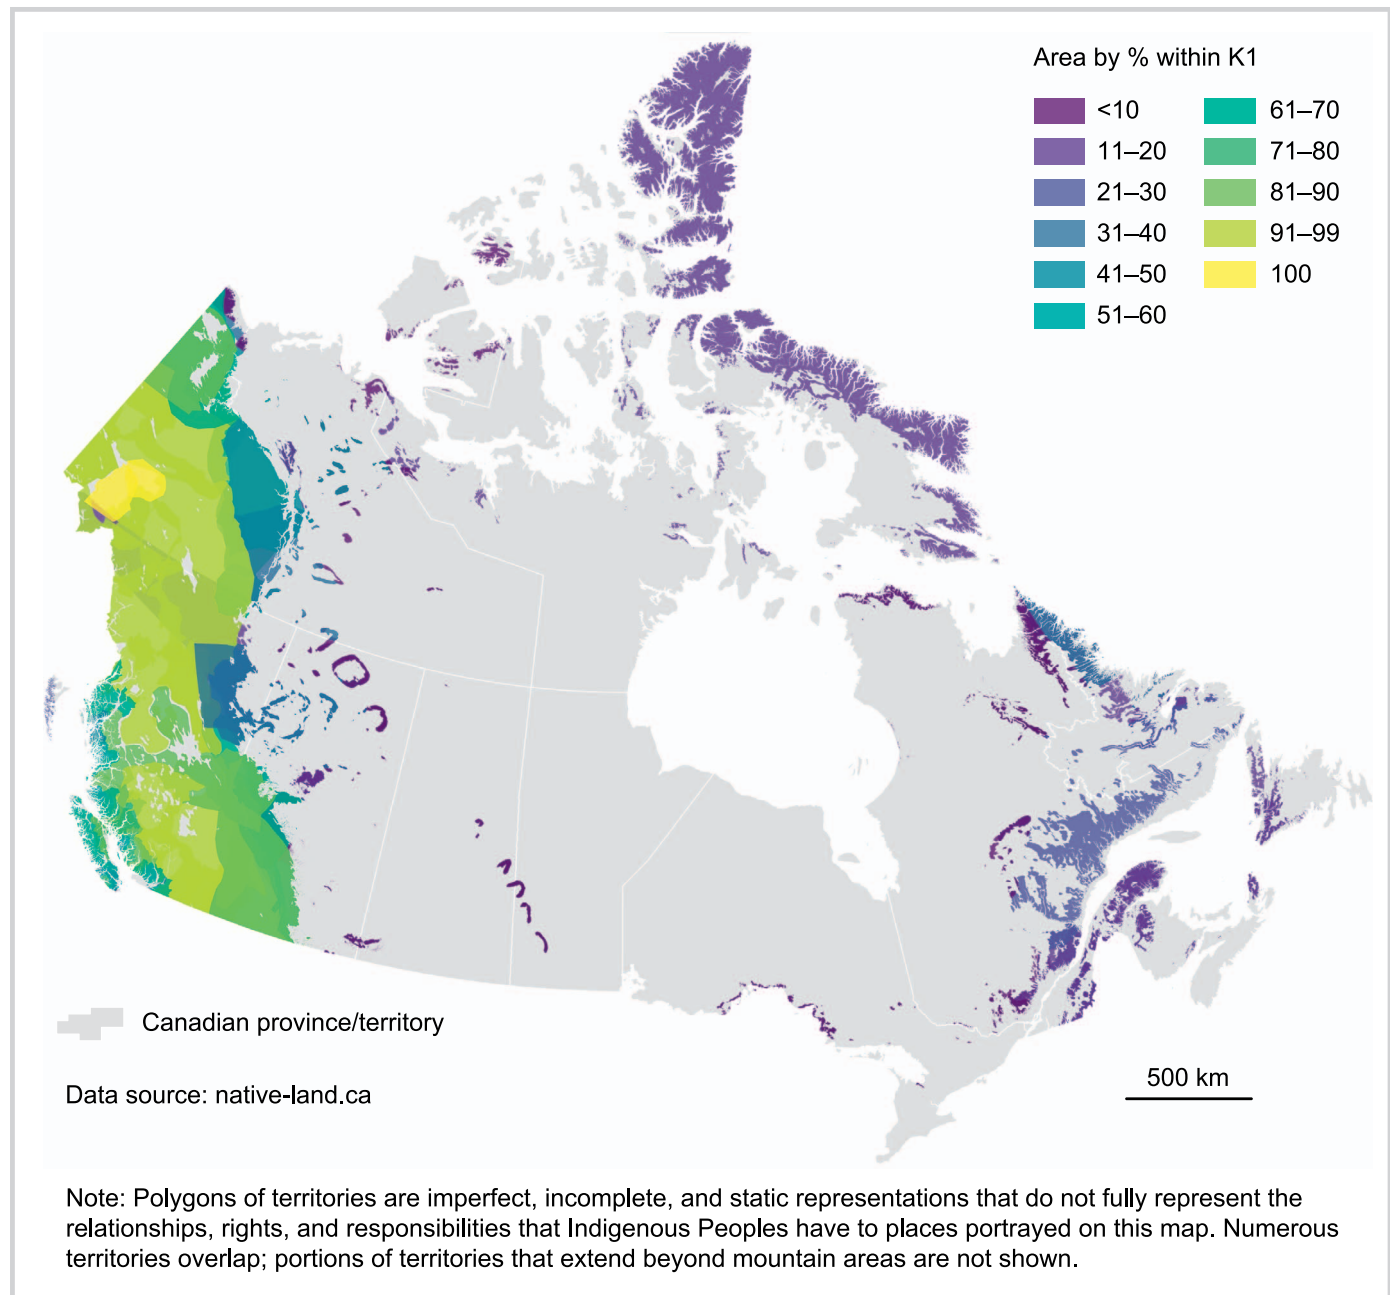 Area by % within K1
<10
11–20
21–30
31–40
41–50
51–60
61–70
71–80
81–90
91–99
100
Canadian province/territory
Data source: native-land.ca
500 km
Note: Polygons of territories are imperfect, incomplete, and static representations that do not fully represent the
relationships, rights, and responsibilities that Indigenous Peoples have to places portrayed on this map. Numerous
territories overlap; portions of territories that extend beyond mountain areas are not shown.